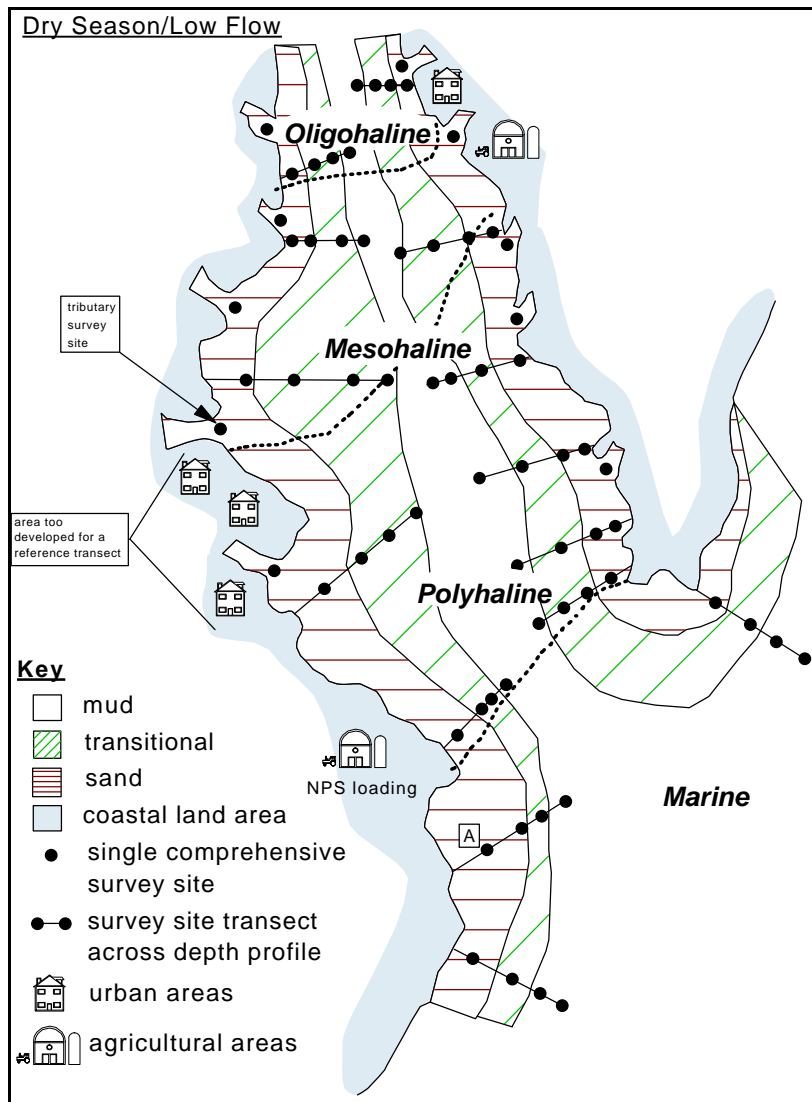 Dry Season/Low Flow
Oligohaline
tributary
survey
site
Mesohaline
area too
developed for a
reference transect
Polyhaline
Key
mud
transitional
sand
coastal land area
single comprehensive
survey site
survey site transect
across depth profile
urban areas
agricultural areas
NPS loading
Marine
A